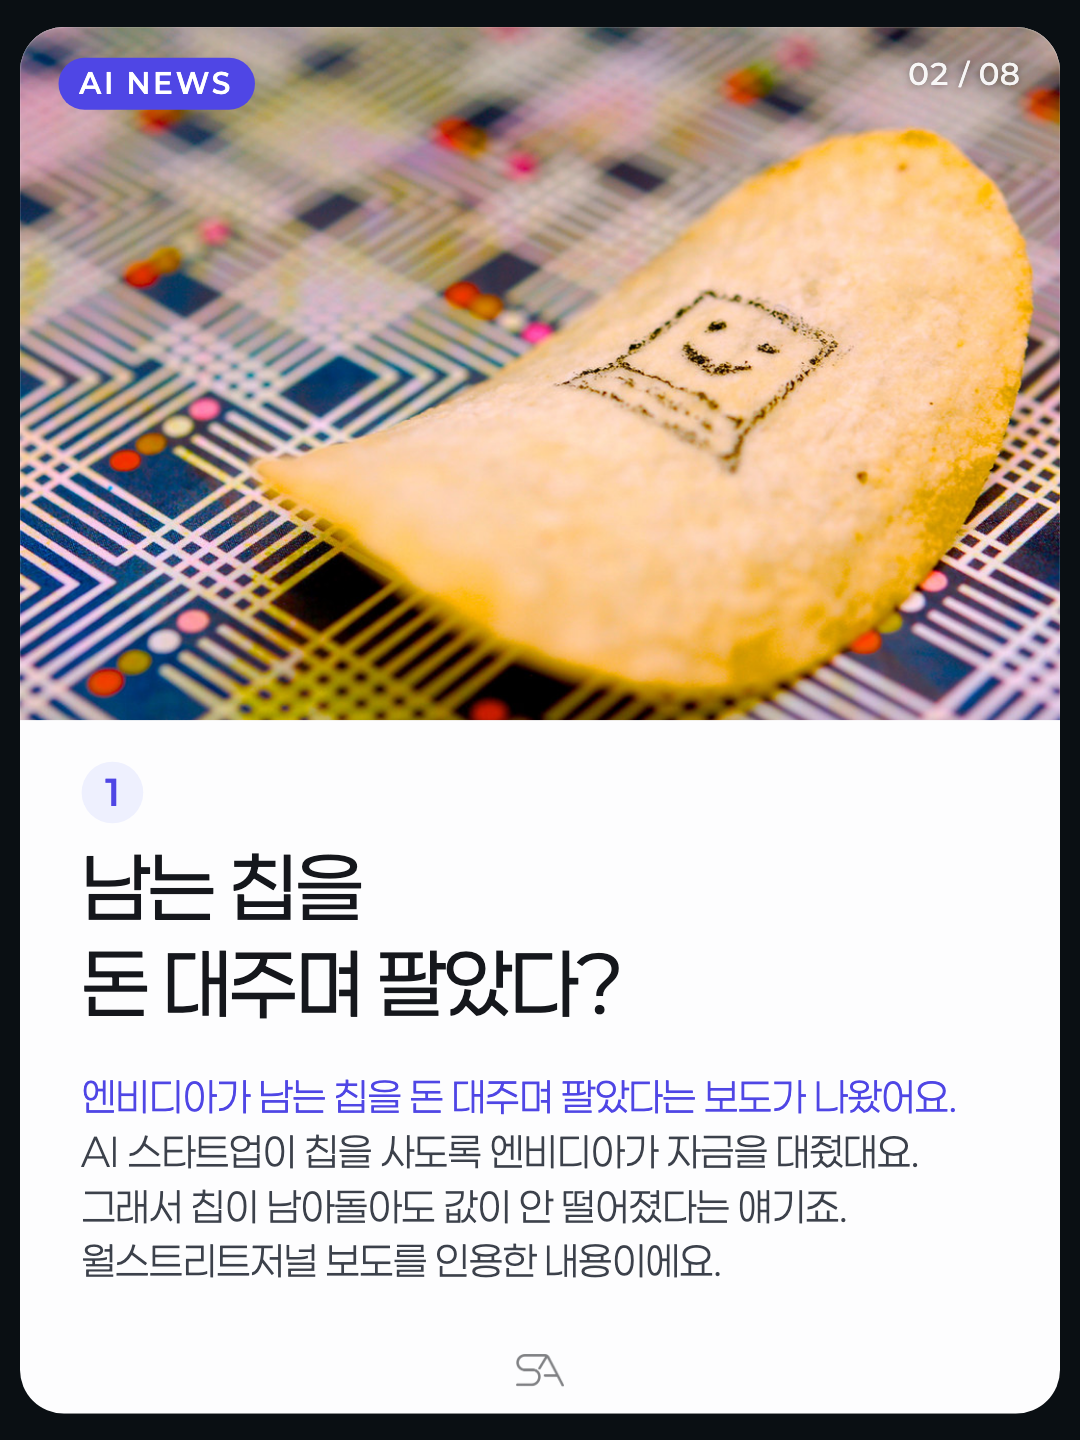 AI NEWS
02 / 08
1
남는 칩을
돈 대주며 팔았다?
엔비디아가 남는 칩을 돈 대주며 팔았다는 보도가 나왔어요.
AI 스타트업이 칩을 사도록 엔비디아가 자금을 대줬대요.
그래서 칩이 남아돌아도 값이 안 떨어졌다는 얘기죠.
월스트리트저널 보도를 인용한 내용이에요.
SA